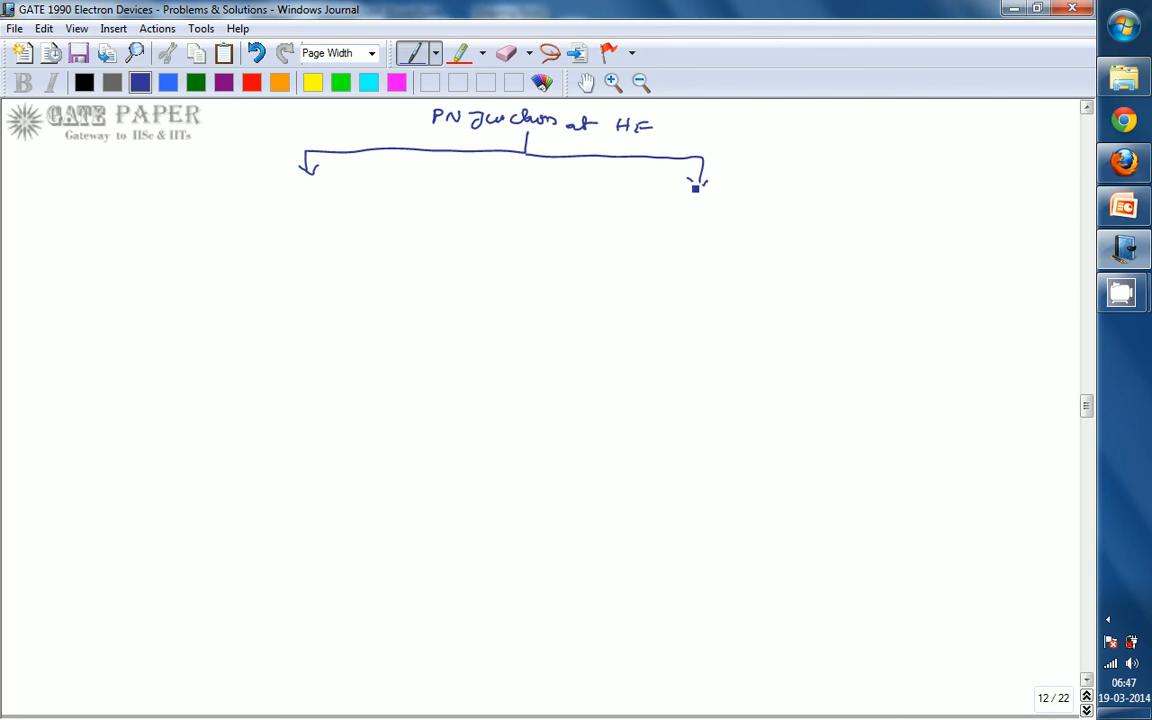 GATE 1990 Electron Devices - Problems & Solutions - Windows Journal
File Edit View Insert Actions Tools Help
Page Width
B I
GATE PAPER
Gateway to IISc & IITs
PN Junctions at HF
12 / 22
06:47
19-03-2014